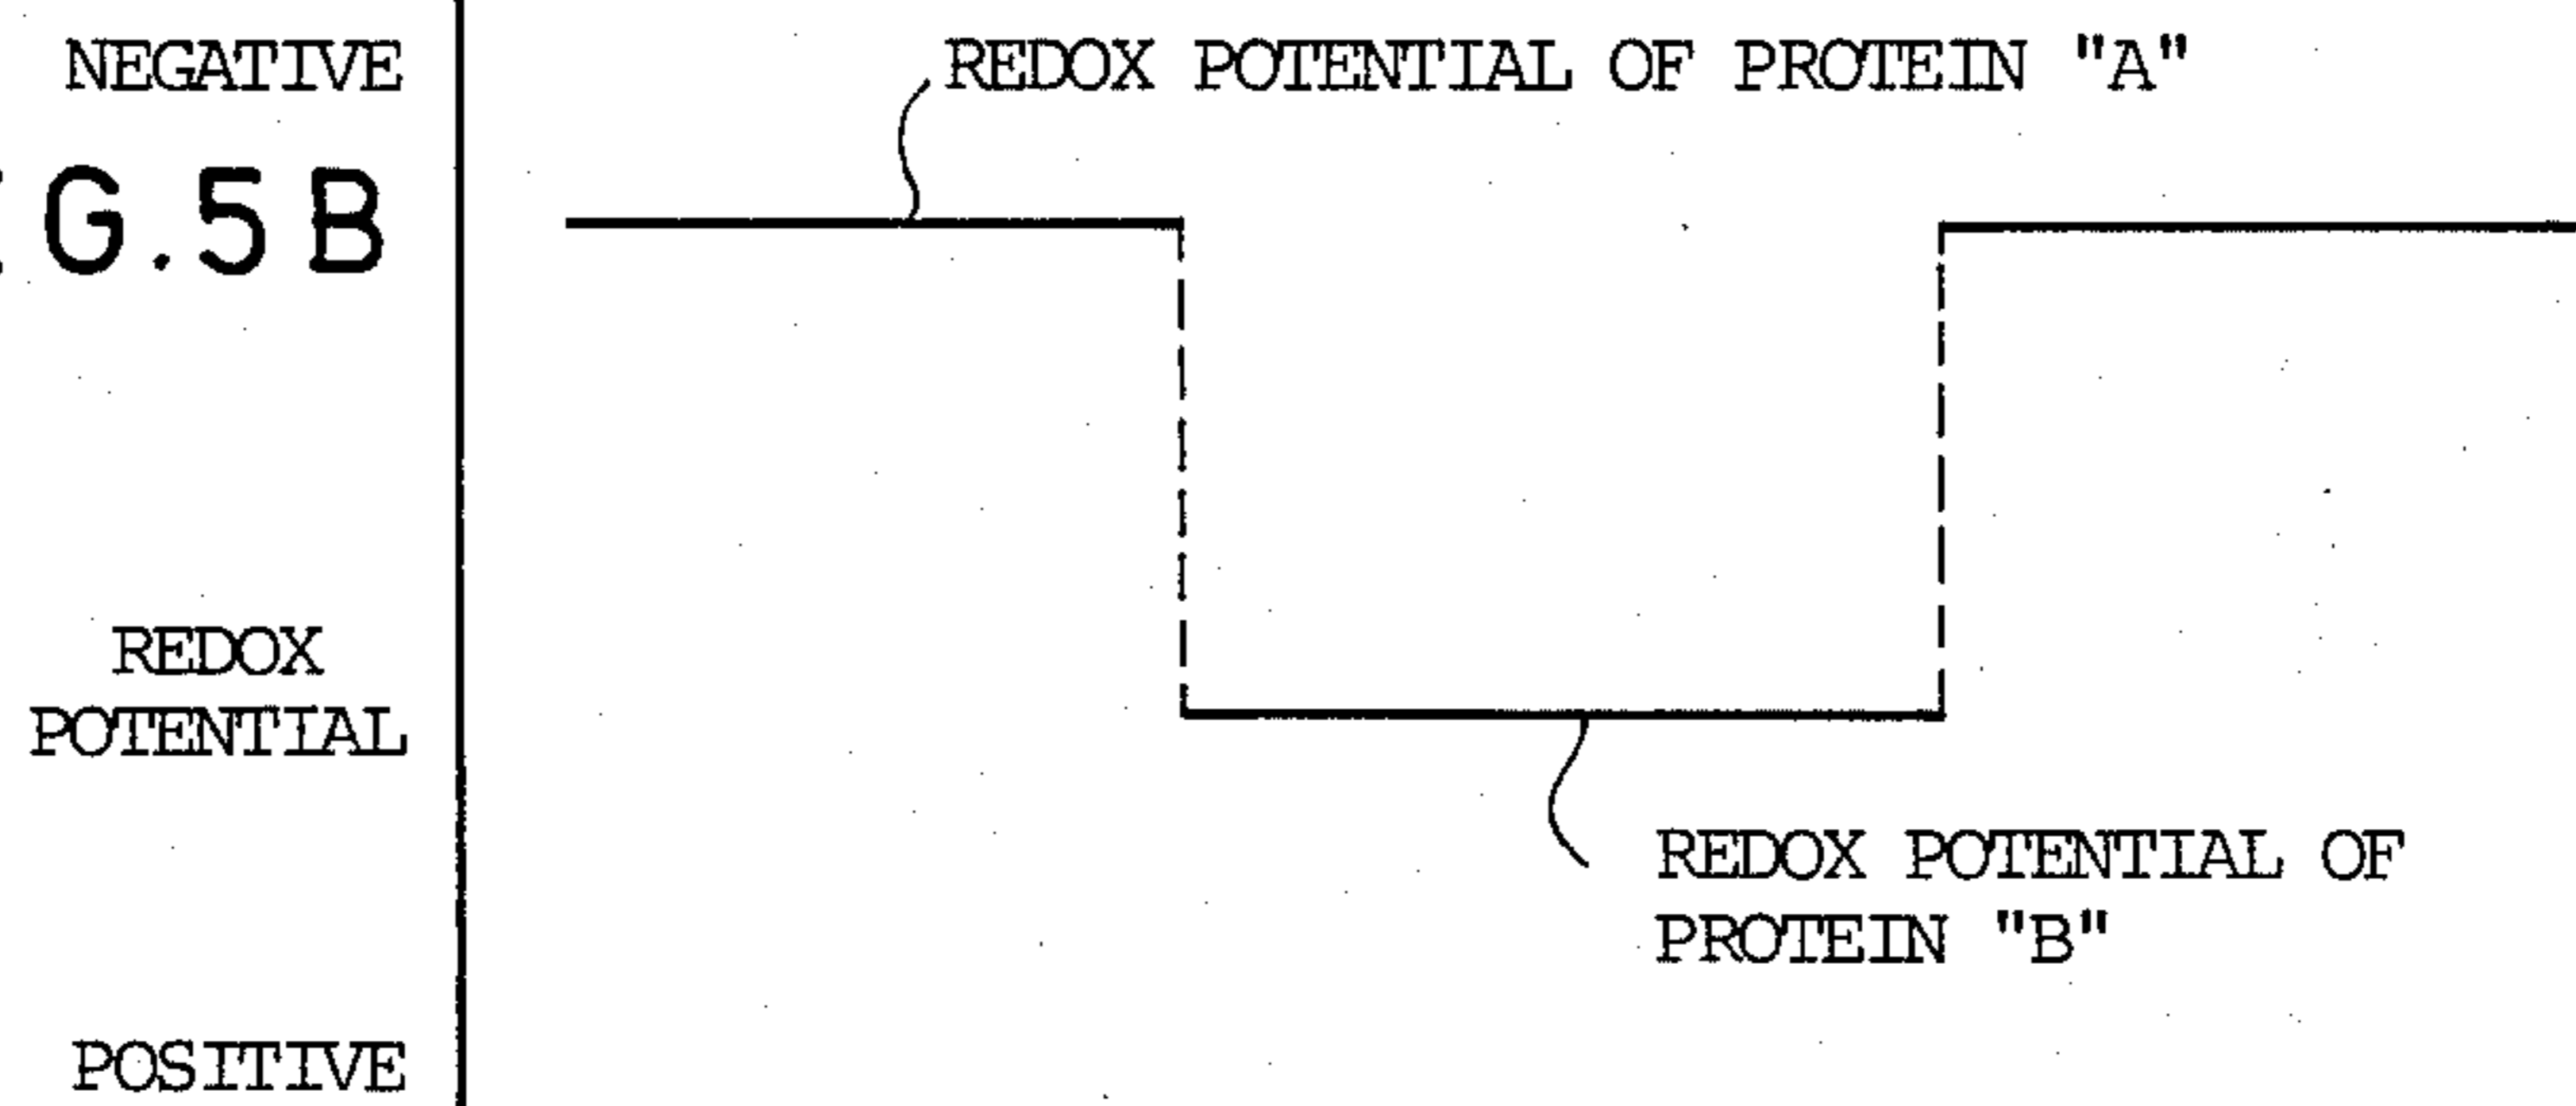 NEGATIVE
REDOX POTENTIAL OF PROTEIN "A"
G.5B
REDOX
POTENTIAL
REDOX POTENTIAL OF
PROTEIN "B"
POSITIVE